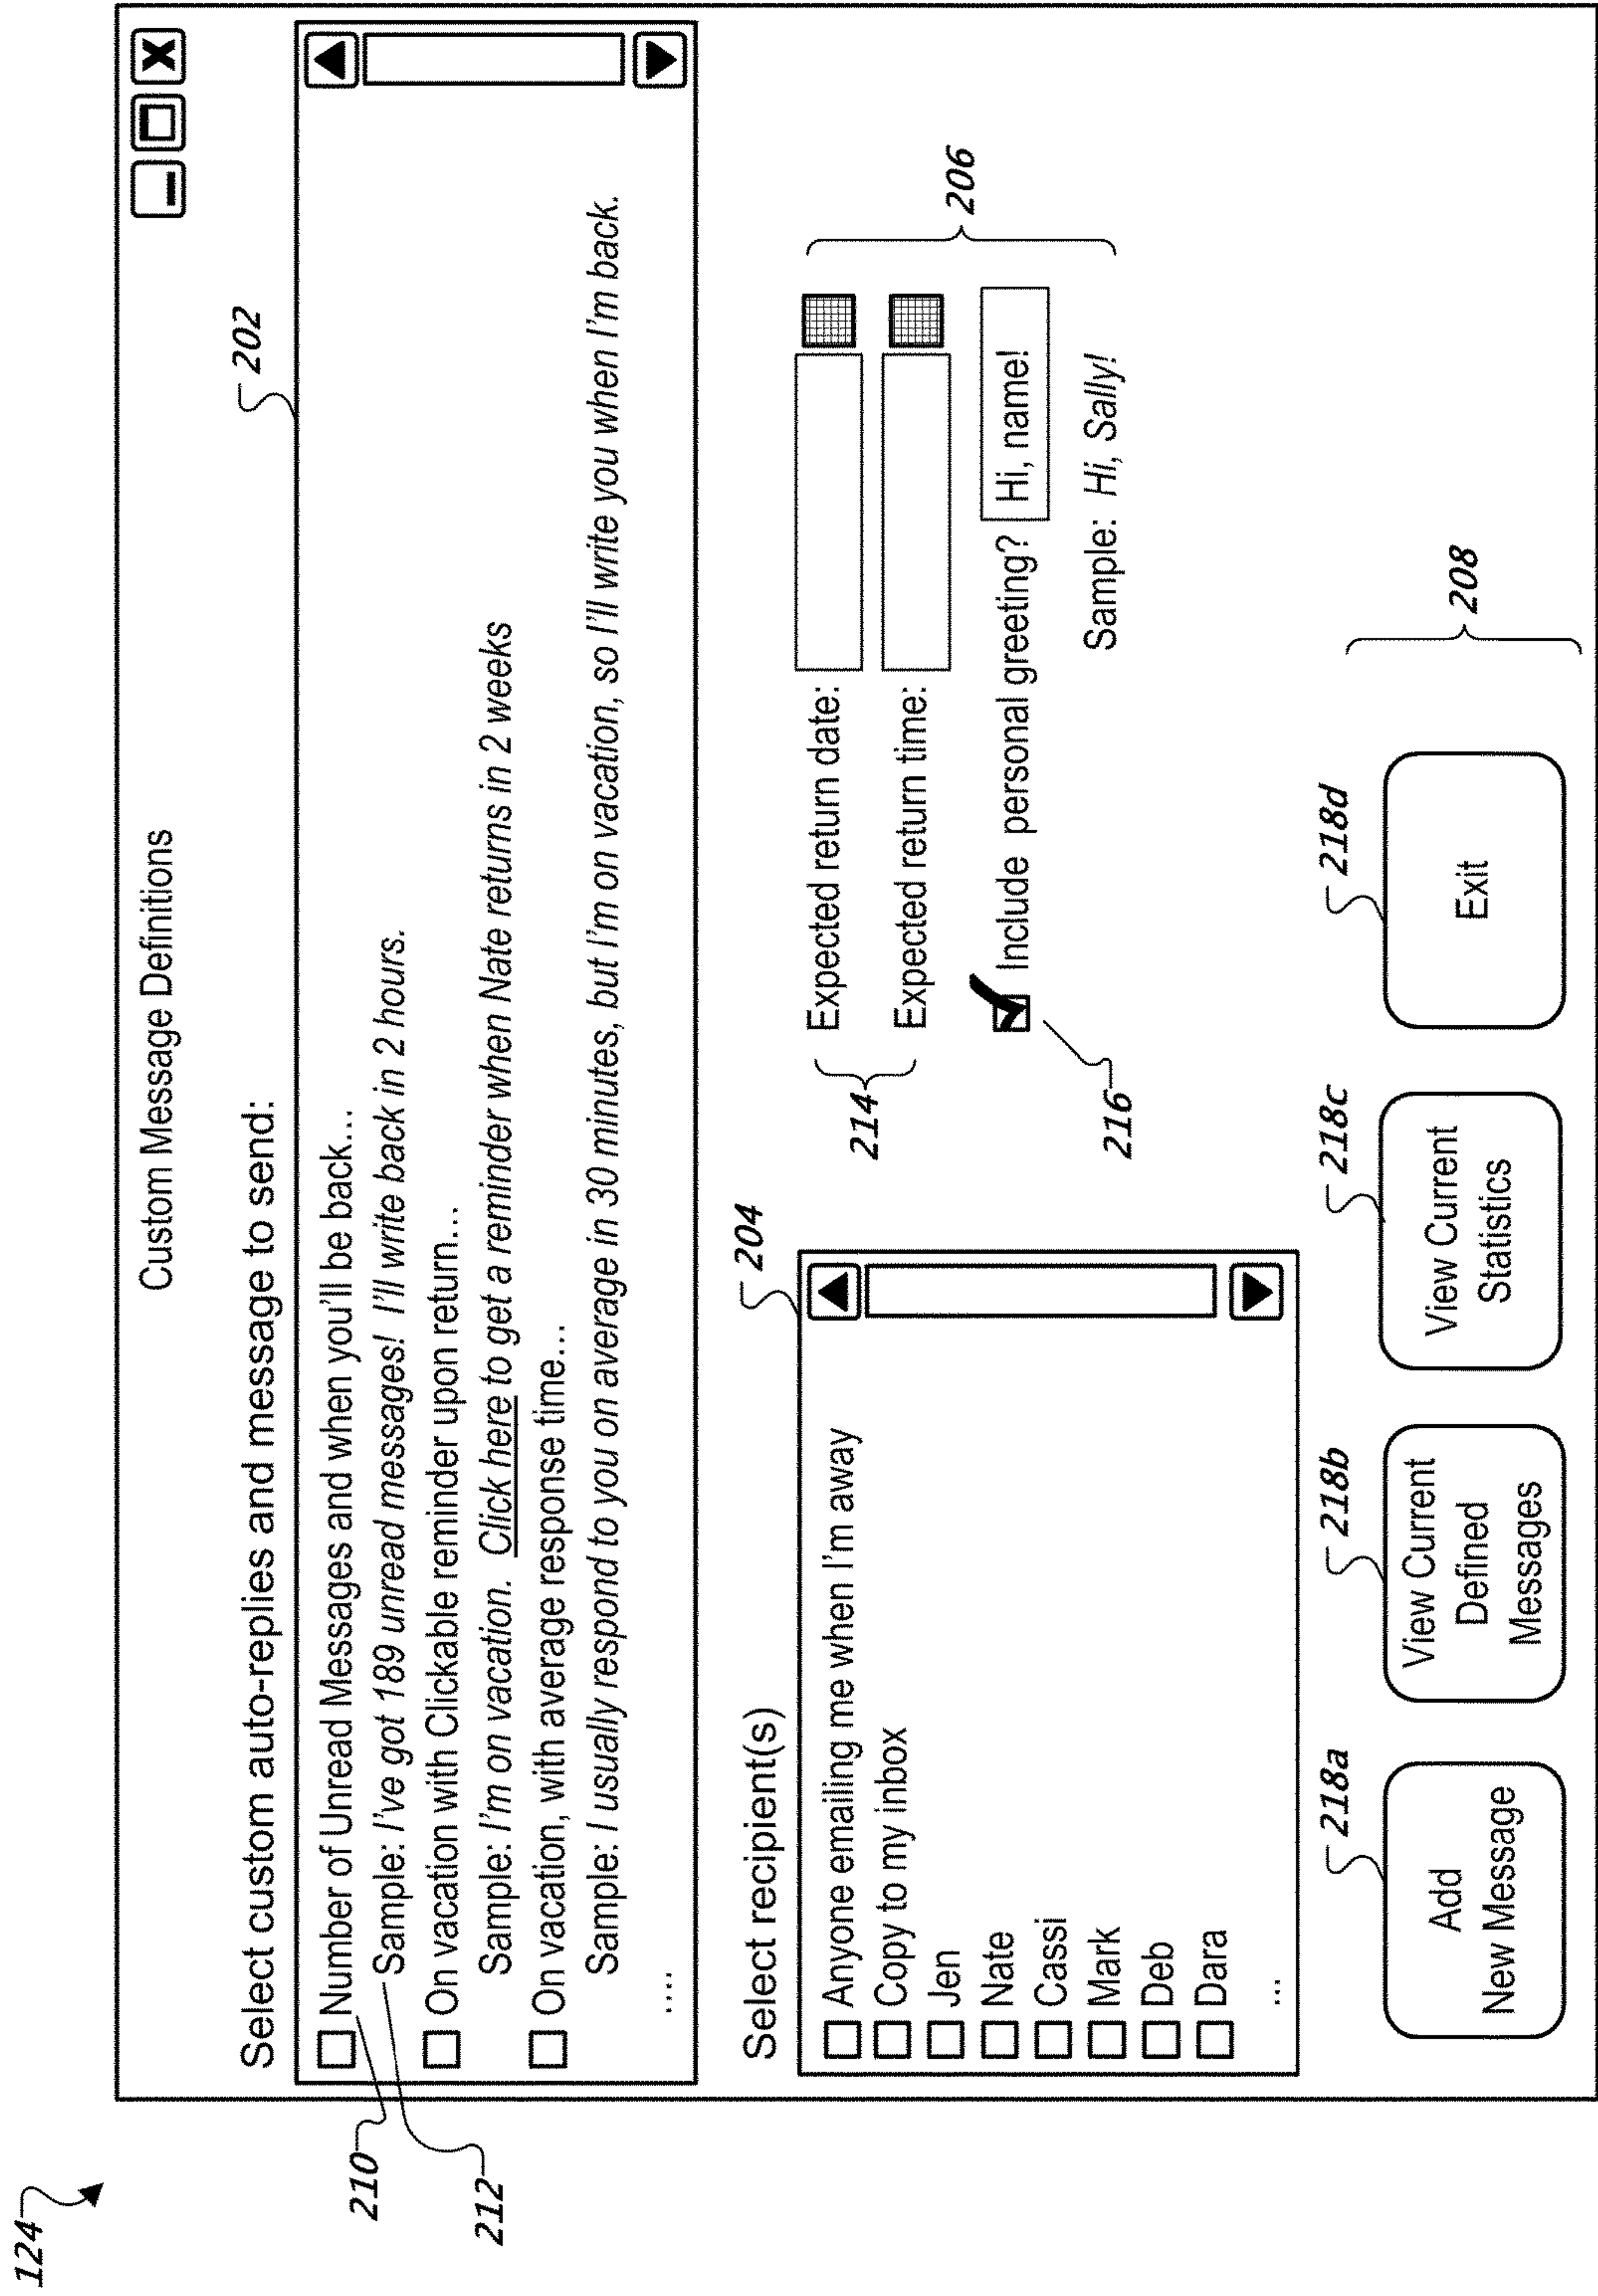 124
Custom Message Definitions
Select custom auto-replies and message to send:
202
Number of Unread Messages and when you'll be back...
Sample: I've got 189 unread messages! I'll write back in 2 hours.
On vacation with Clickable reminder upon return...
Sample: I'm on vacation. Click here to get a reminder when Nate returns in 2 weeks
On vacation, with average response time...
Sample: I usually respond to you on average in 30 minutes, but I'm on vacation, so I'll write you when I'm back.
....
210
212
Select recipient(s)
204
Anyone emailing me when I'm away
Copy to my inbox
Jen
Nate
Cassi
Mark
Deb
Dara
...
214
Expected return date:
Expected return time:
206
216
Include personal greeting? Hi, name!
Sample: Hi, Sally!
218a
Add
New Message
218b
View Current
Defined
Messages
218c
View Current
Statistics
218d
Exit
208